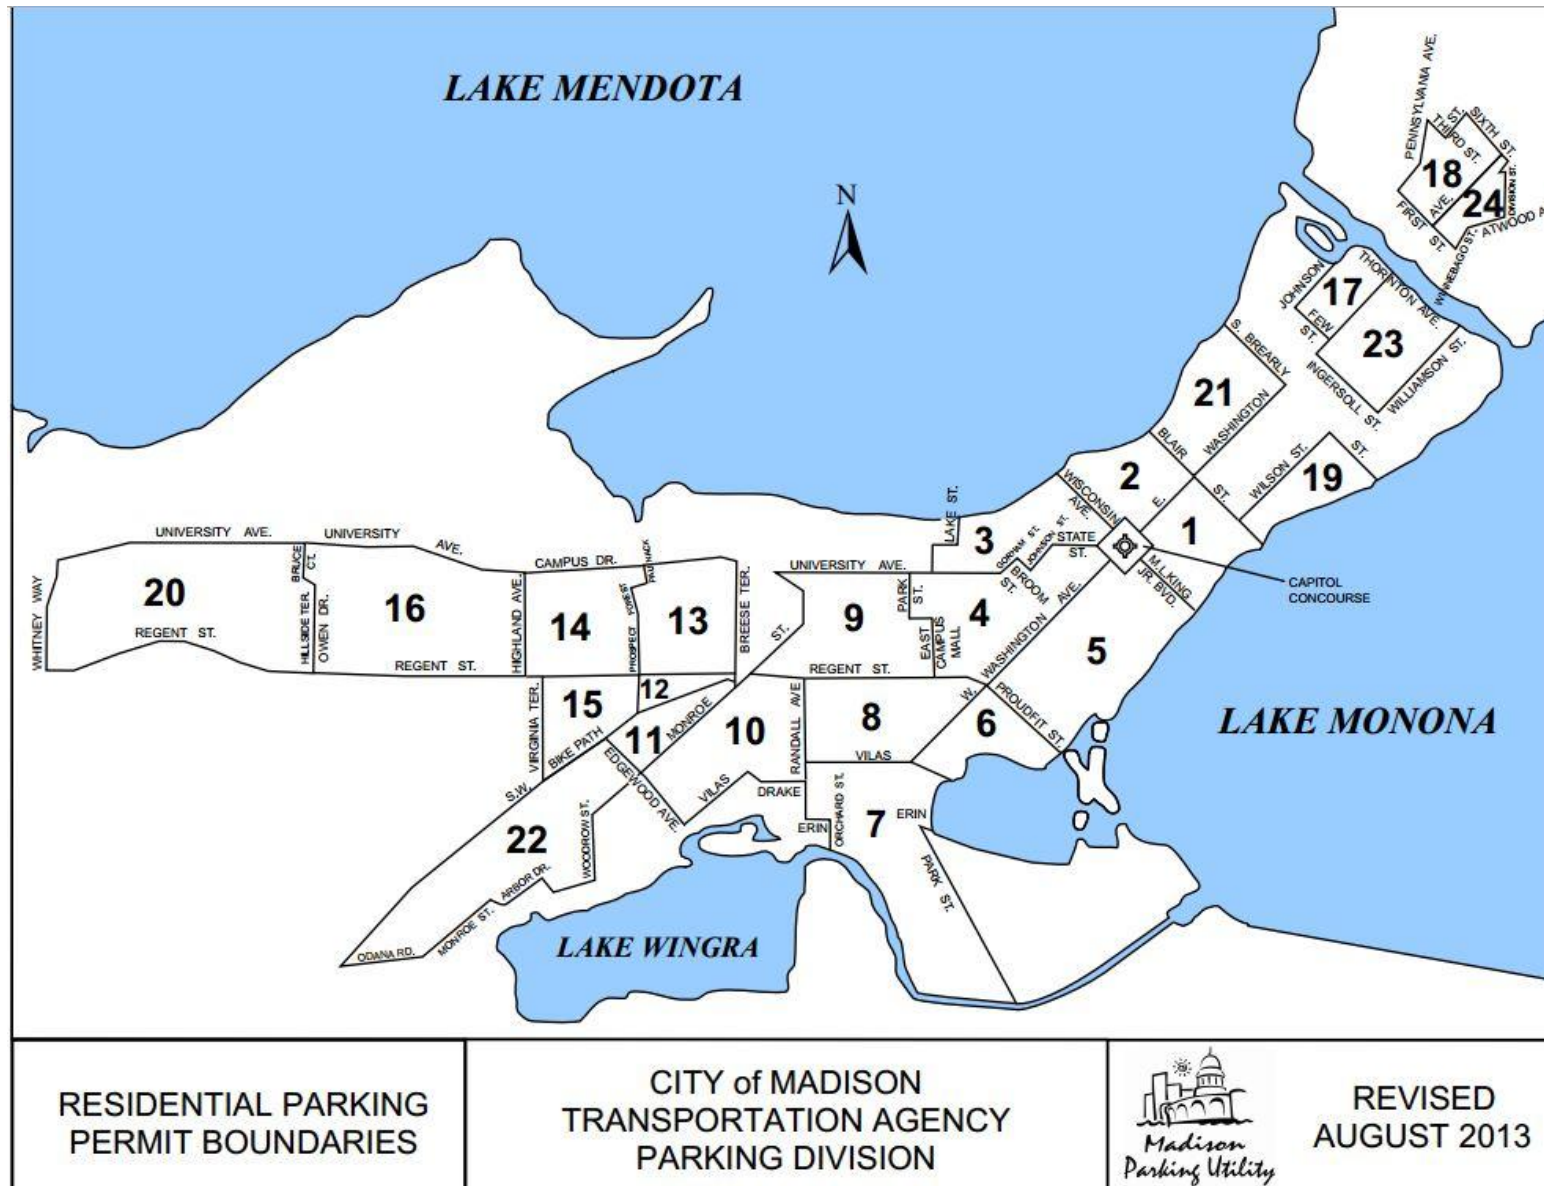 LAKE MENDOTA
N
PENNSYLVANIA AVE.
SIXTH ST.
ST.
THIRD ST.
18
24
AVE.
FIRST ST.
DIVISION ST.
ATWOOD A
WINNEBAGO ST.
JOHNSON
17
THORNTON AVE.
FEW ST.
23
INGERSOLL ST.
WILLIAMSON ST.
S. BREARLY
21
WASHINGTON
BLAIR
ST.
E.
2
WISCONSIN AVE.
WILSON ST.
ST.
19
1
LAKE ST.
3
GORHAM ST.
JOHNSON ST.
STATE ST.
BROOM ST.
M.L.KING JR. BVD.
CAPITOL
CONCOURSE
UNIVERSITY AVE.
UNIVERSITY AVE.
CAMPUS DR.
UNIVERSITY AVE.
WHITNEY WAY
20
REGENT ST.
BRUCE CT.
HILLSIDE TER.
OWEN DR.
16
REGENT ST.
HIGHLAND AVE.
14
PROSPECT
FOREST
13
BREESE TER.
ST.
9
REGENT ST.
PARK ST.
EAST CAMPUS MALL
4
W. WASHINGTON AVE.
5
LAKE MONONA
VIRGINIA TER.
15
12
11
MONROE
S.W. BIKE PATH
EDGEWOOD AVE.
10
RANDALL AVE
8
VILAS
6
PROUDFIT ST.
VILAS
DRAKE
ERIN
ORCHARD ST.
7
ERIN
PARK ST.
22
WOODROW ST.
ARBOR DR.
MONROE ST.
ODANA RD.
LAKE WINGRA
RESIDENTIAL PARKING
PERMIT BOUNDARIES
CITY of MADISON
TRANSPORTATION AGENCY
PARKING DIVISION
Madison
Parking Utility
REVISED
AUGUST 2013